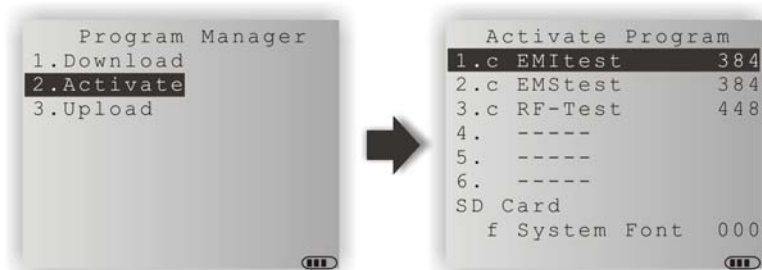 Program Manager
1.Download
2.Activate
3.Upload
Activate Program
1.c EMItest 384
2.c EMStest 384
3.c RF-Test 448
4. -----
5. -----
6. -----
SD Card
f System Font 000